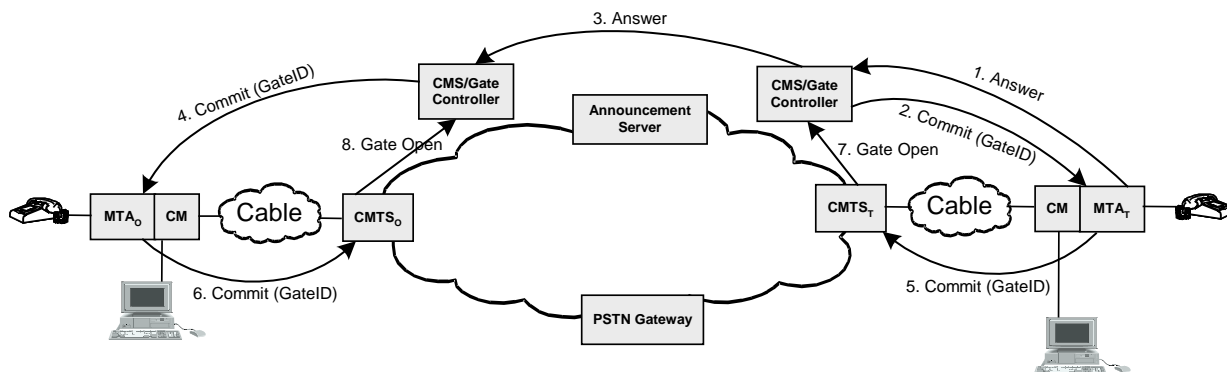 3. Answer
4. Commit (GateID)
CMS/Gate
Controller
CMS/Gate
Controller
1. Answer
2. Commit (GateID)
Announcement
Server
8. Gate Open
7. Gate Open
MTAO
CM
Cable
CMTSO
CMTST
Cable
CM
MTAT
6. Commit (GateID)
5. Commit (GateID)
PSTN Gateway